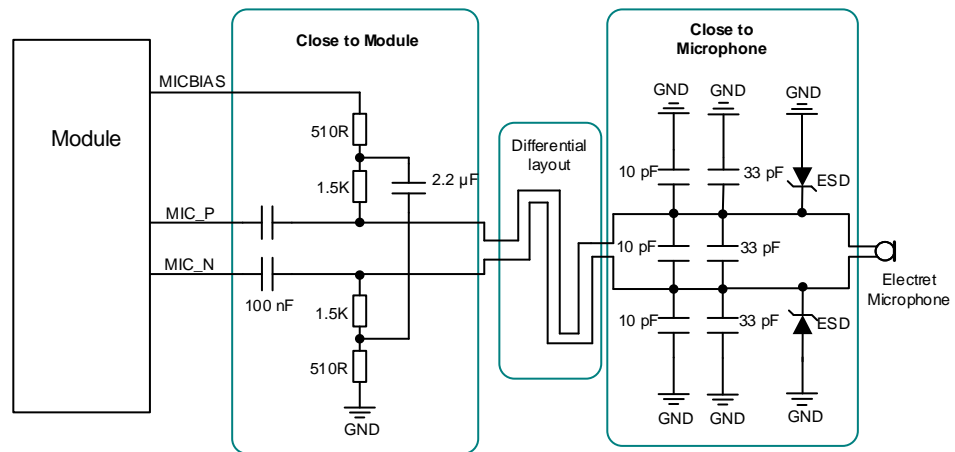 Close to Module
Close to
Microphone
MICBIAS
GND
GND
GND
Module
510R
Differential
layout
10 pF
33 pF
ESD
1.5K
2.2 µF
MIC_P
10 pF
33 pF
MIC_N
Electret
Microphone
100 nF
1.5K
10 pF
33 pF
ESD
510R
GND
GND
GND
GND